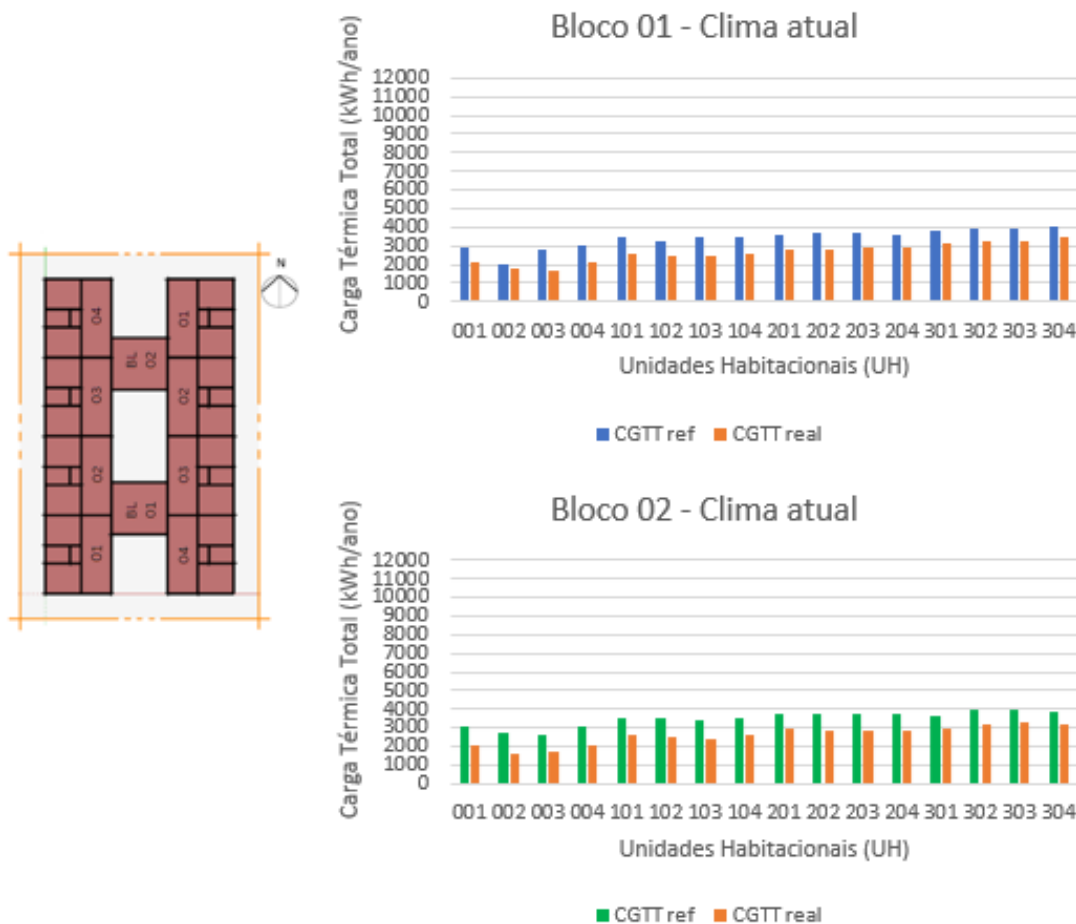 Bloco 01 - Clima atual
Carga Térmica Total (kWh/ano)
12000
11000
10000
9000
8000
7000
6000
5000
4000
3000
2000
1000
0
001 002 003 004 101 102 103 104 201 202 203 204 301 302 303 304
Unidades Habitacionais (UH)
CGTT ref CGTT real
N
04
01
BL 02
03
02
02
03
BL 01
01
04
Bloco 02 - Clima atual
Carga Térmica Total (kWh/ano)
12000
11000
10000
9000
8000
7000
6000
5000
4000
3000
2000
1000
0
001 002 003 004 101 102 103 104 201 202 203 204 301 302 303 304
Unidades Habitacionais (UH)
CGTT ref CGTT real